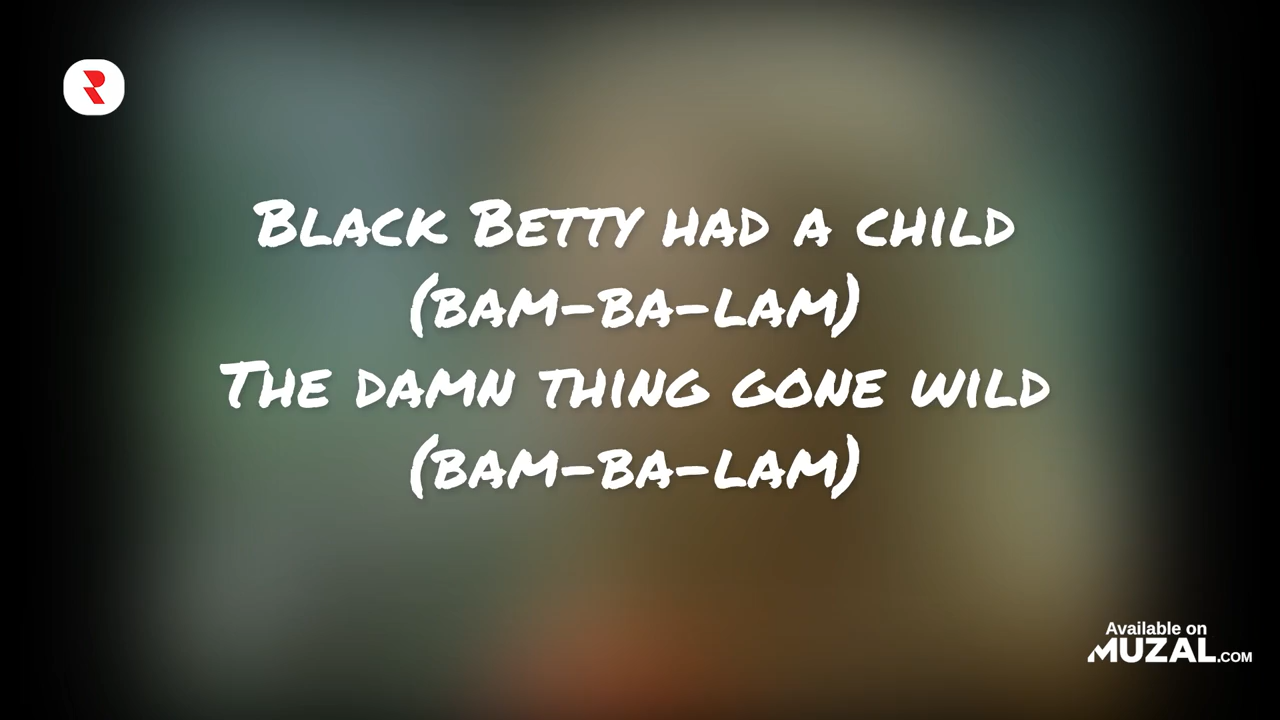 Black Betty had a child
(bam-ba-lam)
The damn thing gone wild
(bam-ba-lam)
Available on
MUZAL.COM